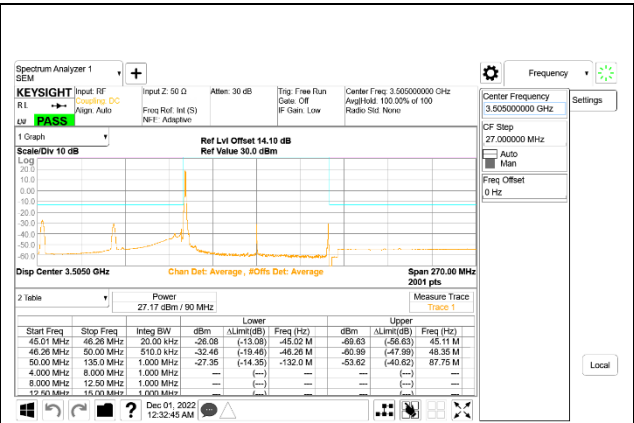 Spectrum Analyzer 1
SEM
Frequency
KEYSIGHT Input: RF Input Z: 50 Ω Atten: 30 dB Trig: Free Run Center Freq: 3.505000000 GHz
RL Coupling: DC Gate: Off Avg|Hold: 100.00% of 100
Align: Auto Freq Ref: Int (S) IF Gain: Low Radio Std: None
PASS NFE: Adaptive
Center Frequency
3.505000000 GHz
Settings
CF Step
27.000000 MHz
Auto
Man
Freq Offset
0 Hz
1 Graph
Ref Lvl Offset 14.10 dB
Scale/Div 10 dB Ref Value 30.0 dBm
Log
20.0
10.0
0.00
-10.0
-20.0
-30.0
-40.0
-50.0
-60.0
Disp Center 3.5050 GHz Chan Det: Average , #Offs Det: Average Span 270.00 MHz
2001 pts
2 Table Power Measure Trace
27.17 dBm / 90 MHz Trace 1
Lower Upper
Start Freq Stop Freq Integ BW dBm ΔLimit(dB) Freq (Hz) dBm ΔLimit(dB) Freq (Hz)
45.01 MHz 46.26 MHz 20.00 kHz -26.08 (-13.08) -45.02 M -69.63 (-56.63) 45.11 M
46.26 MHz 50.00 MHz 510.0 kHz -32.46 (-19.46) -46.26 M -60.99 (-47.99) 48.35 M
50.00 MHz 135.0 MHz 1.000 MHz -27.35 (-14.35) -132.0 M -53.62 (-40.62) 87.75 M
4.000 MHz 8.000 MHz 1.000 MHz --- (---) --- (---)
8.000 MHz 12.50 MHz 1.000 MHz --- (---) --- (---)
12.50 MHz 15.00 MHz 1.000 MHz --- (---) --- (---)
Local
? Dec 01, 2022
12:32:45 AM